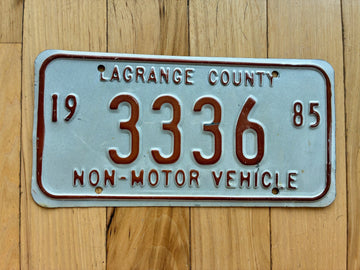 LAGRANGE COUNTY
19 3336 85
NON-MOTOR VEHICLE